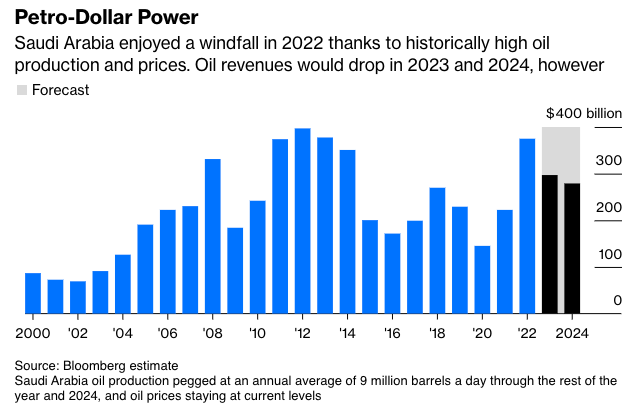 Petro-Dollar Power
Saudi Arabia enjoyed a windfall in 2022 thanks to historically high oil
production and prices. Oil revenues would drop in 2023 and 2024, however
Forecast
$400 billion
300
200
100
0
2000 '02 '04 '06 '08 '10 '12 '14 '16 '18 '20 '22 2024
Source: Bloomberg estimate
Saudi Arabia oil production pegged at an annual average of 9 million barrels a day through the rest of the
year and 2024, and oil prices staying at current levels